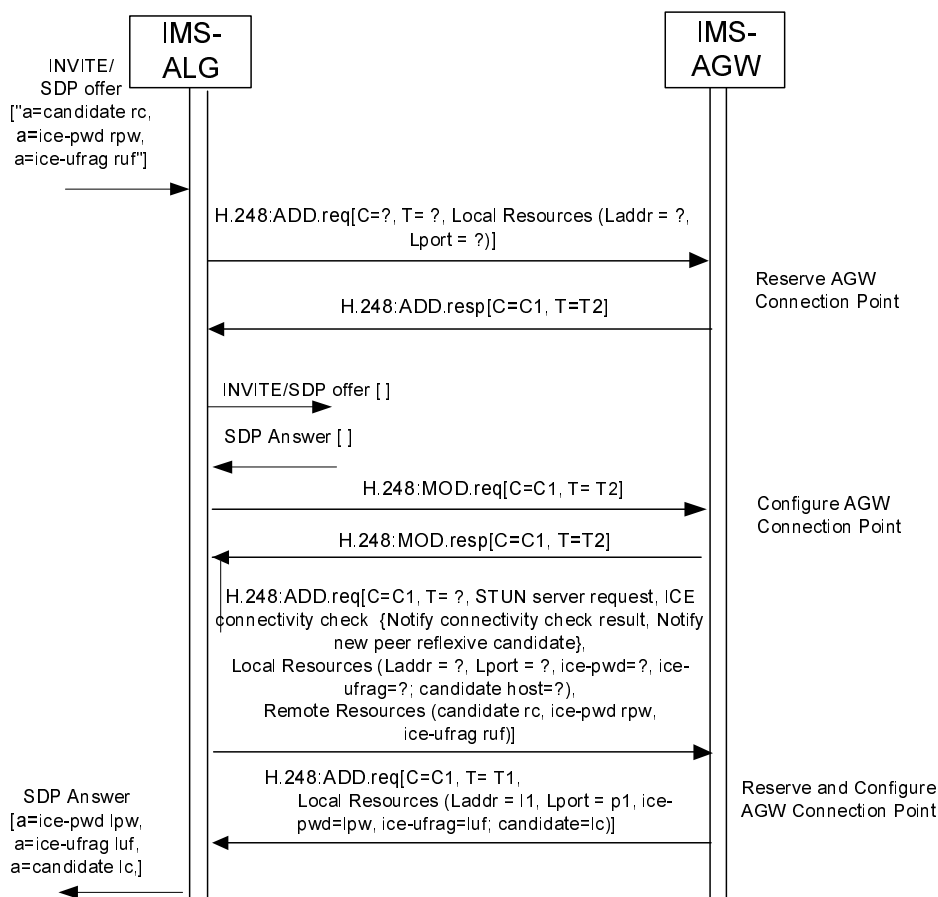 IMS-
ALG
IMS-
AGW
INVITE/
SDP offer
["a=candidate rc,
a=ice-pwd rpw,
a=ice-ufrag ruf"]
H.248:ADD.req[C=?, T= ?, Local Resources (Laddr = ?,
Lport = ?)]
Reserve AGW
Connection Point
H.248:ADD.resp[C=C1, T=T2]
INVITE/SDP offer [ ]
SDP Answer [ ]
H.248:MOD.req[C=C1, T= T2]
Configure AGW
Connection Point
H.248:MOD.resp[C=C1, T=T2]
H.248:ADD.req[C=C1, T= ?, STUN server request, ICE
connectivity check {Notify connectivity check result, Notify
new peer reflexive candidate},
Local Resources (Laddr = ?, Lport = ?, ice-pwd=?, ice-
ufrag=?; candidate host=?),
Remote Resources (candidate rc, ice-pwd rpw,
ice-ufrag ruf)]
H.248:ADD.req[C=C1, T= T1,
Local Resources (Laddr = l1, Lport = p1, ice-
pwd=lpw, ice-ufrag=luf; candidate=lc)]
Reserve and Configure
AGW Connection Point
SDP Answer
[a=ice-pwd lpw,
a=ice-ufrag luf,
a=candidate lc,]